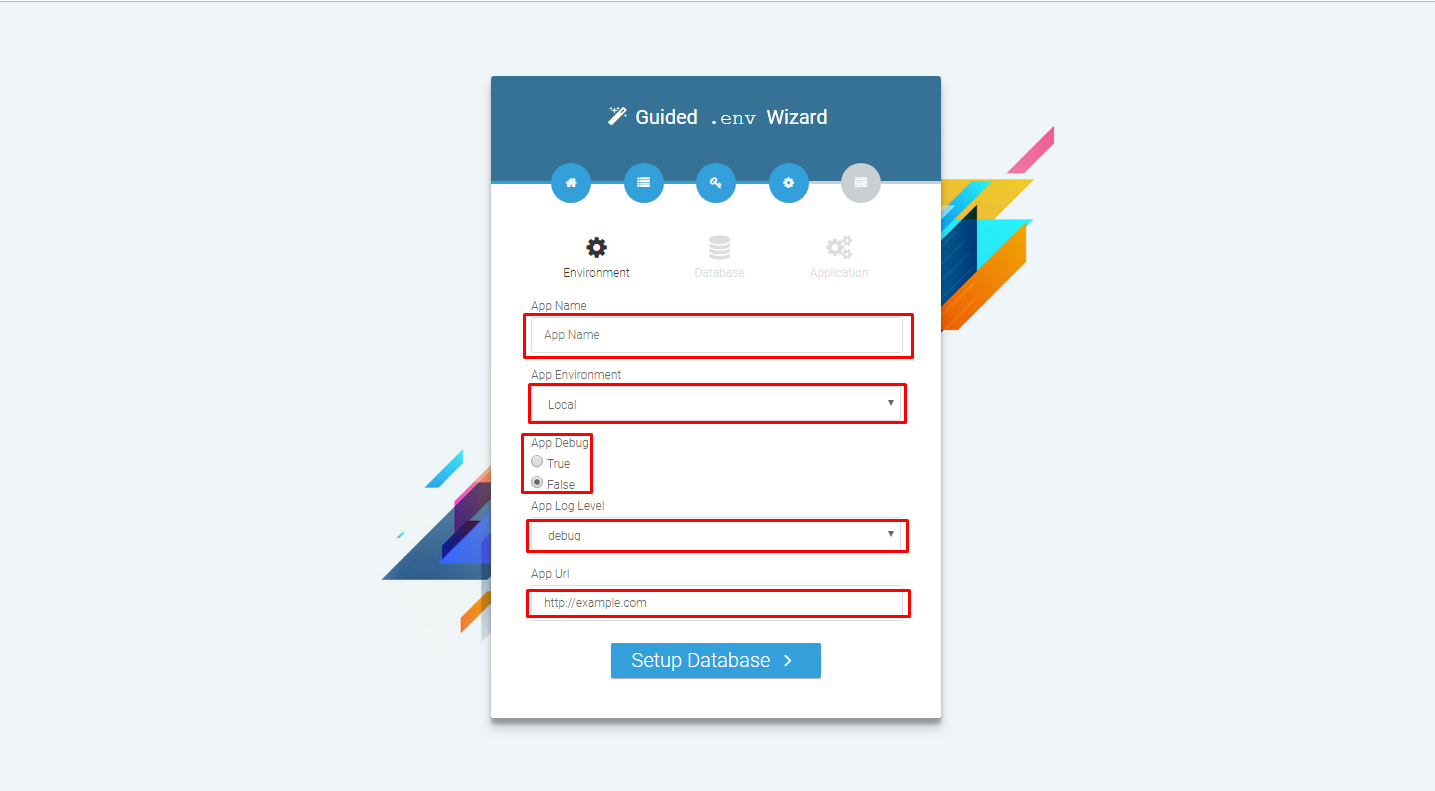 Guided .env Wizard
Environment Database Application
App Name
App Name
App Environment
Local
App Debug
True
False
App Log Level
debug
App Url
http://example.com
Setup Database